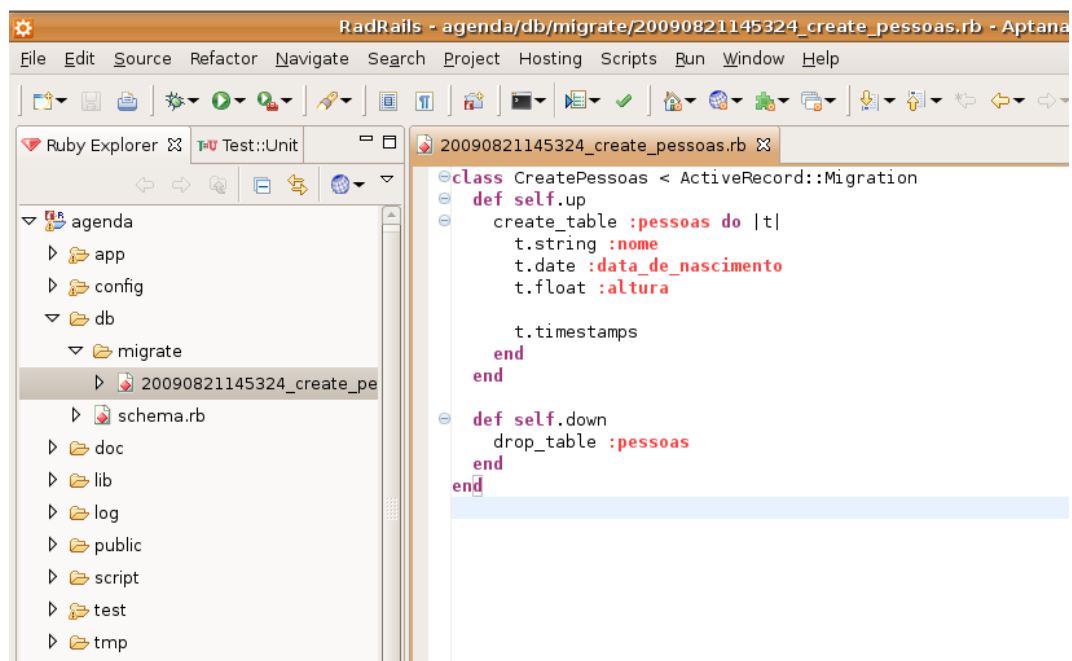 RadRails - agenda/db/migrate/20090821145324_create_pessoas.rb - Aptana
File Edit Source Refactor Navigate Search Project Hosting Scripts Run Window Help
Ruby Explorer
Test::Unit
agenda
app
config
db
migrate
20090821145324_create_pe
schema.rb
doc
lib
log
public
script
test
tmp
20090821145324_create_pessoas.rb
class CreatePessoas < ActiveRecord::Migration
def self.up
create_table :pessoas do |t|
t.string :nome
t.date :data_de_nascimento
t.float :altura
t.timestamps
end
end
def self.down
drop_table :pessoas
end
end